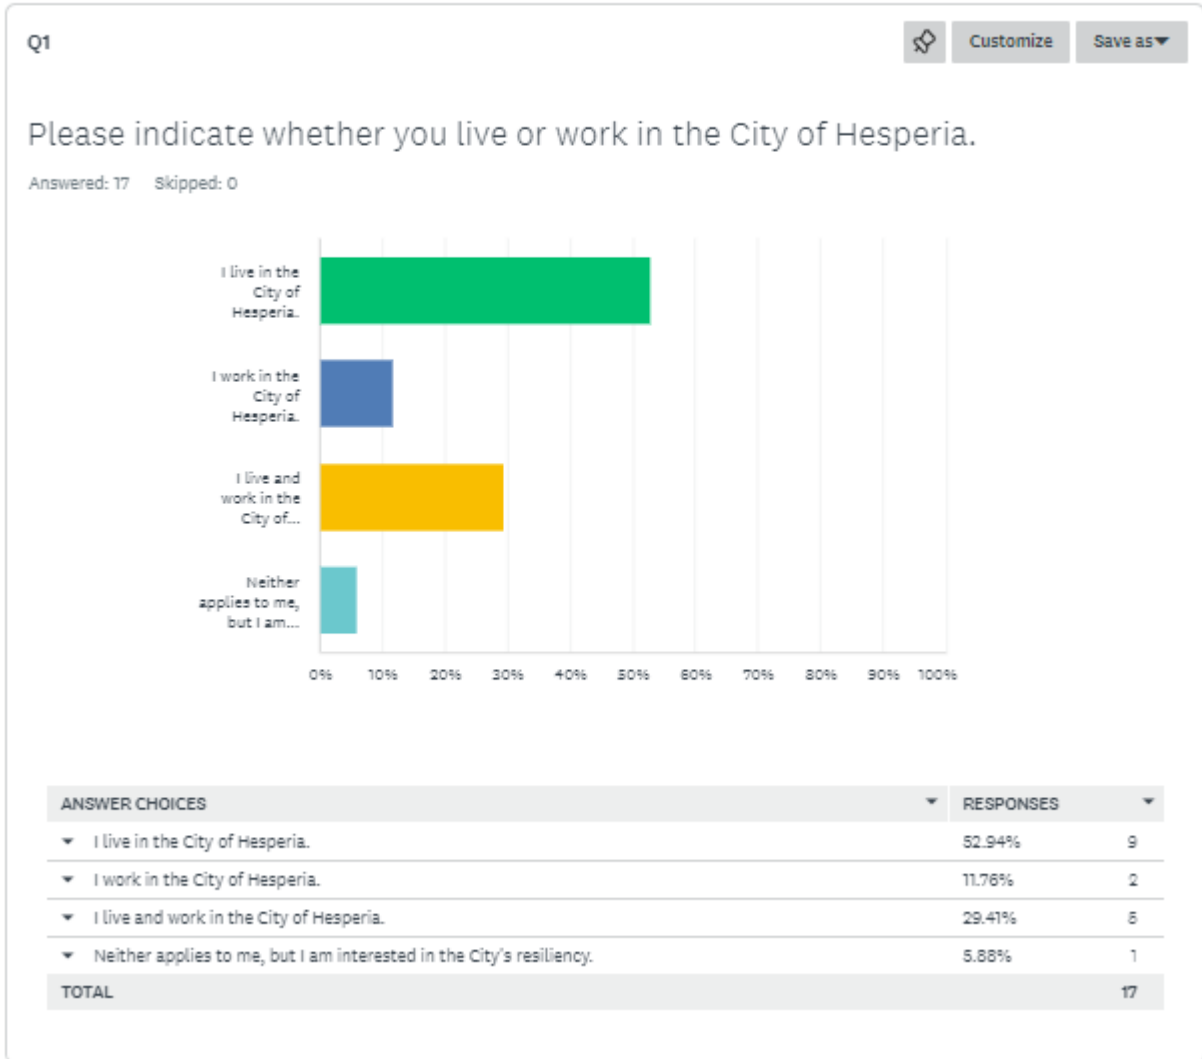 Q1
Customize
Save as
Please indicate whether you live or work in the City of Hesperia.
Answered: 17 Skipped: 0
I live in the
City of
Hesperia.
I work in the
City of
Hesperia.
I live and
work in the
City of...
Neither
applies to me,
but I am...
0% 10% 20% 30% 40% 50% 60% 70% 80% 90% 100%
ANSWER CHOICES RESPONSES
I live in the City of Hesperia. 52.94% 9
I work in the City of Hesperia. 11.76% 2
I live and work in the City of Hesperia. 29.41% 5
Neither applies to me, but I am interested in the City's resiliency. 5.88% 1
TOTAL 17